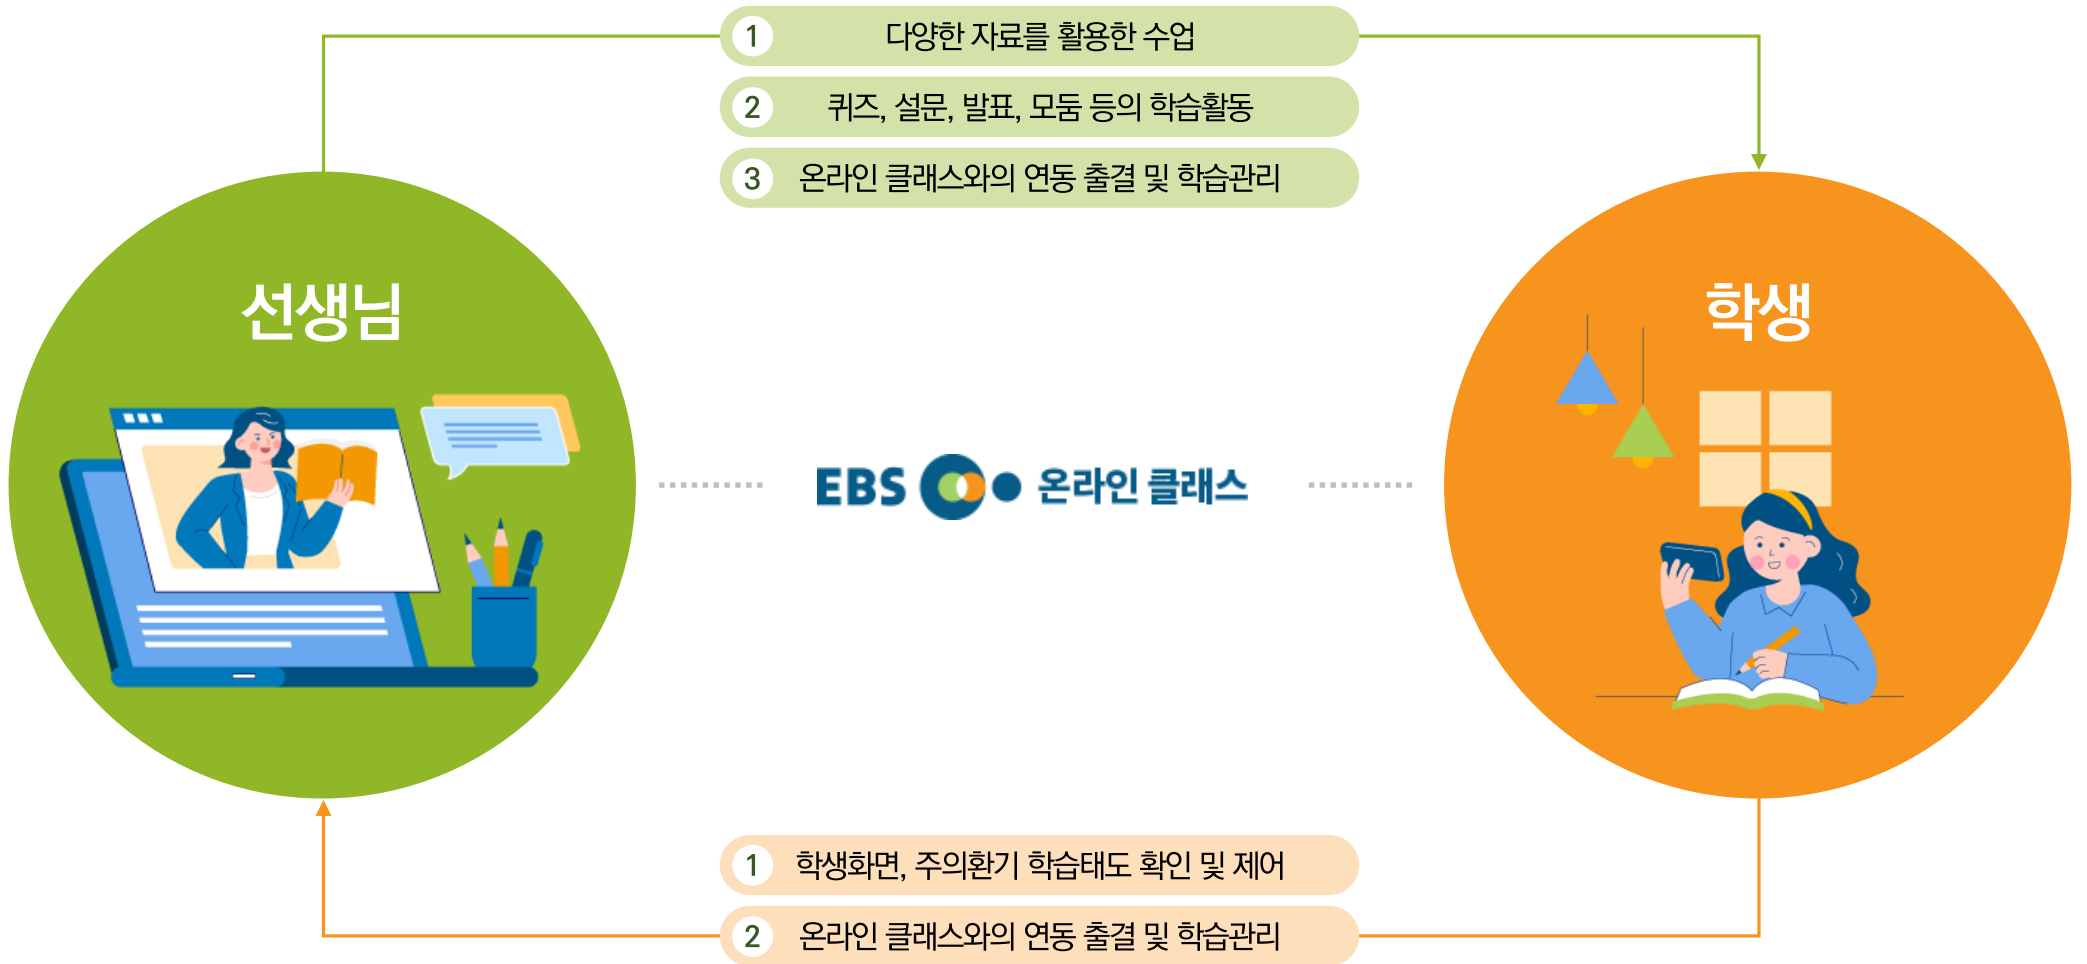 1 다양한 자료를 활용한 수업
2 퀴즈, 설문, 발표, 모둠 등의 학습활동
3 온라인 클래스와의 연동 출결 및 학습관리
선생님
학생
EBS 온라인 클래스
1 학생화면, 주의환기 학습태도 확인 및 제어
2 온라인 클래스와의 연동 출결 및 학습관리